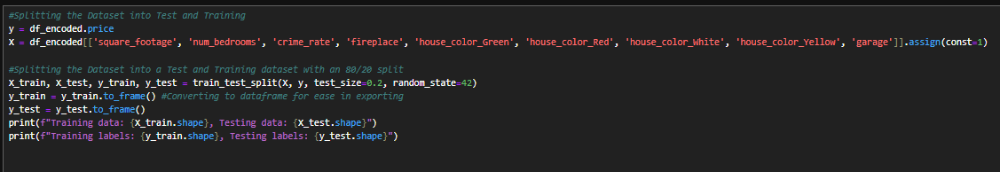 #Splitting the Dataset into Test and Training
y = df_encoded.price
X = df_encoded[['square_footage', 'num_bedrooms', 'crime_rate', 'fireplace', 'house_color_Green', 'house_color_Red', 'house_color_White', 'house_color_Yellow', 'garage']].assign(const=1)
#Splitting the Dataset into a Test and Training dataset with an 80/20 split
X_train, X_test, y_train, y_test = train_test_split(X, y, test_size=0.2, random_state=42)
y_train = y_train.to_frame() #Converting to dataframe for ease in exporting
y_test = y_test.to_frame()
print(f"Training data: {X_train.shape}, Testing data: {X_test.shape}")
print(f"Training labels: {y_train.shape}, Testing labels: {y_test.shape}")